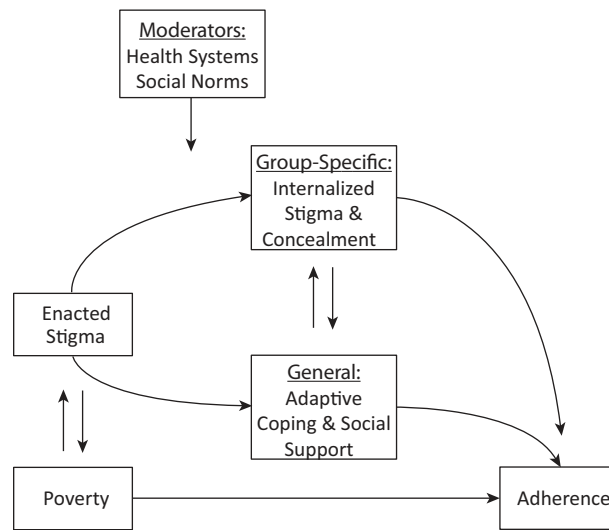 Moderators:
Health Systems
Social Norms
Group-Specific:
Internalized
Stigma &
Concealment
Enacted
Stigma
General:
Adaptive
Coping & Social
Support
Poverty
Adherence